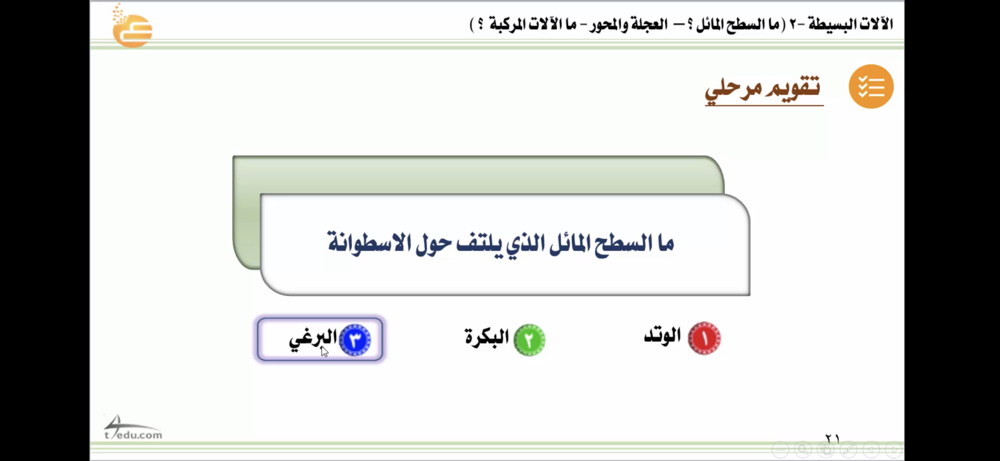 الآلات البسيطة -٢ (ما السطح المائل ؟ – العجلة والمحور - ما الآلات المركبة ؟ )
تقويم مرحلي
ما السطح المائل الذي يلتف حول الاسطوانة
١ الوتد
٢ البكرة
٣ البرغي
t4edu.com
٢١